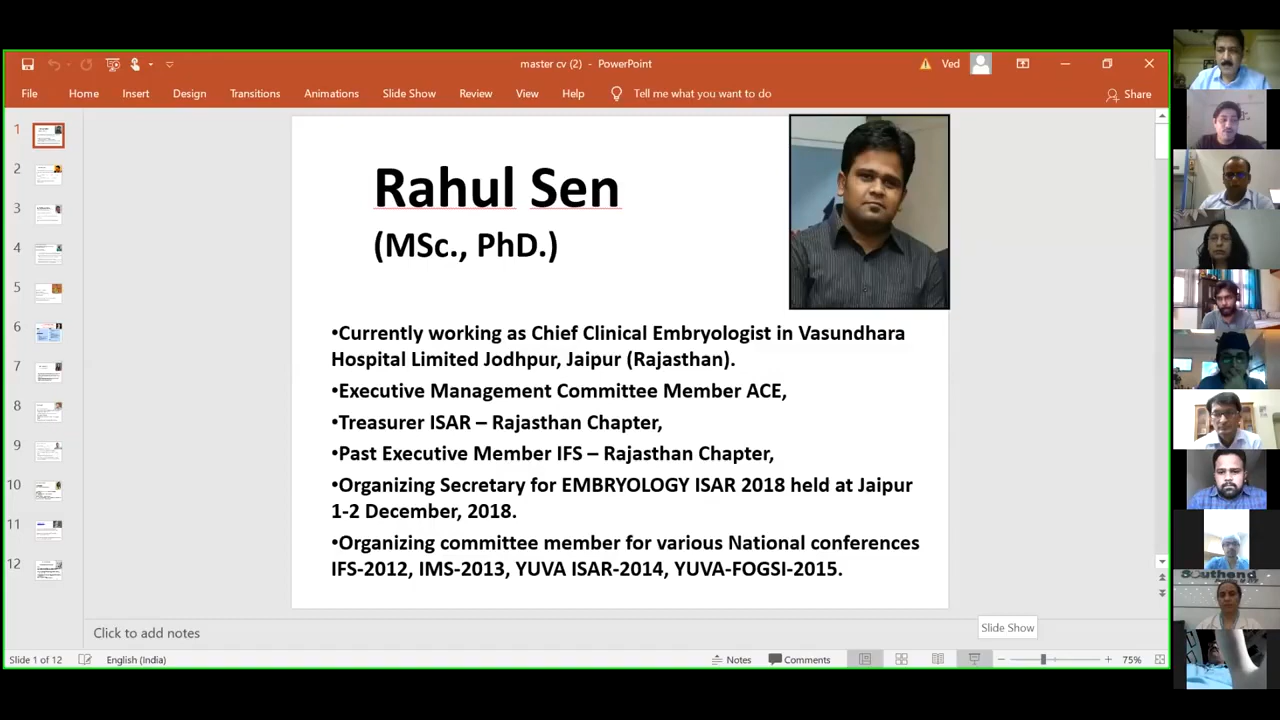 master cv (2) - PowerPoint
Ved
File Home Insert Design Transitions Animations Slide Show Review View Help Tell me what you want to do
Share
1
2
3
4
5
6
7
8
9
10
11
12
Rahul Sen
(MSc., PhD.)
•Currently working as Chief Clinical Embryologist in Vasundhara
Hospital Limited Jodhpur, Jaipur (Rajasthan).
•Executive Management Committee Member ACE,
•Treasurer ISAR – Rajasthan Chapter,
•Past Executive Member IFS – Rajasthan Chapter,
•Organizing Secretary for EMBRYOLOGY ISAR 2018 held at Jaipur
1-2 December, 2018.
•Organizing committee member for various National conferences
IFS-2012, IMS-2013, YUVA ISAR-2014, YUVA-FOGSI-2015.
Click to add notes
Slide Show
Slide 1 of 12 English (India) Notes Comments 75%
Southend